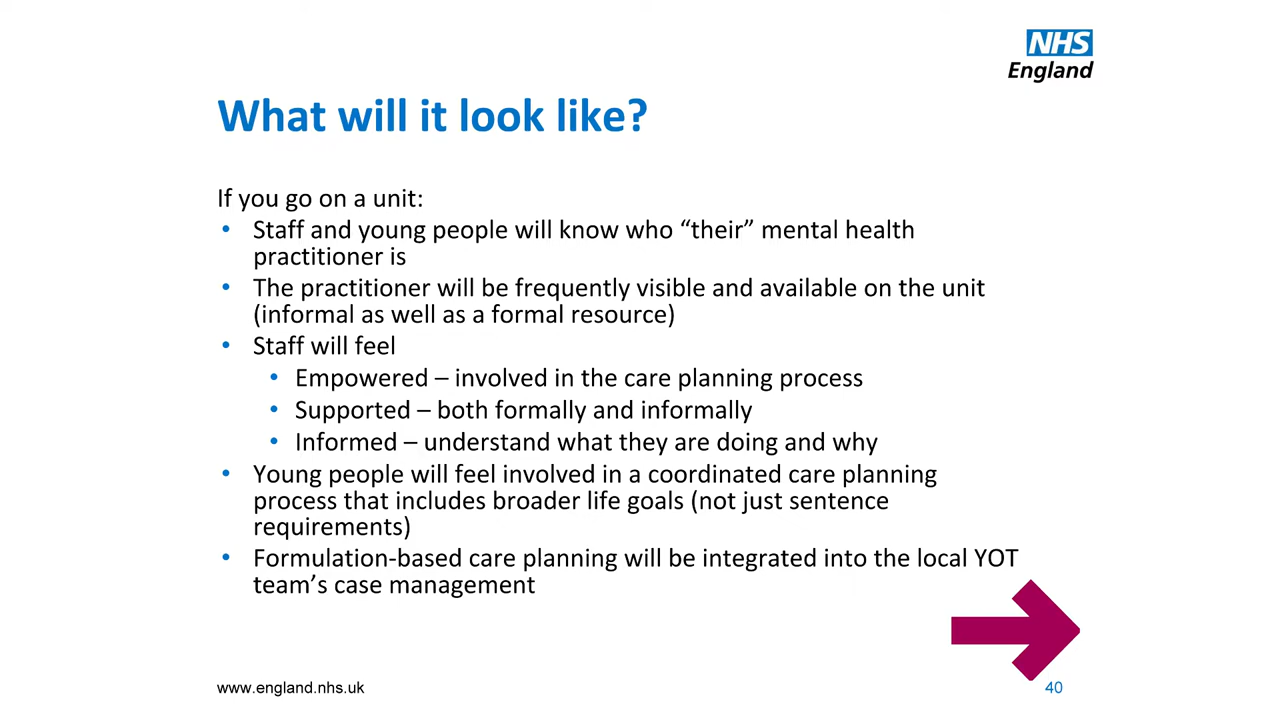 NHS
England
What will it look like?
If you go on a unit:
• Staff and young people will know who “their” mental health
practitioner is
• The practitioner will be frequently visible and available on the unit
(informal as well as a formal resource)
• Staff will feel
• Empowered – involved in the care planning process
• Supported – both formally and informally
• Informed – understand what they are doing and why
• Young people will feel involved in a coordinated care planning
process that includes broader life goals (not just sentence
requirements)
• Formulation-based care planning will be integrated into the local YOT
team’s case management
www.england.nhs.uk
40